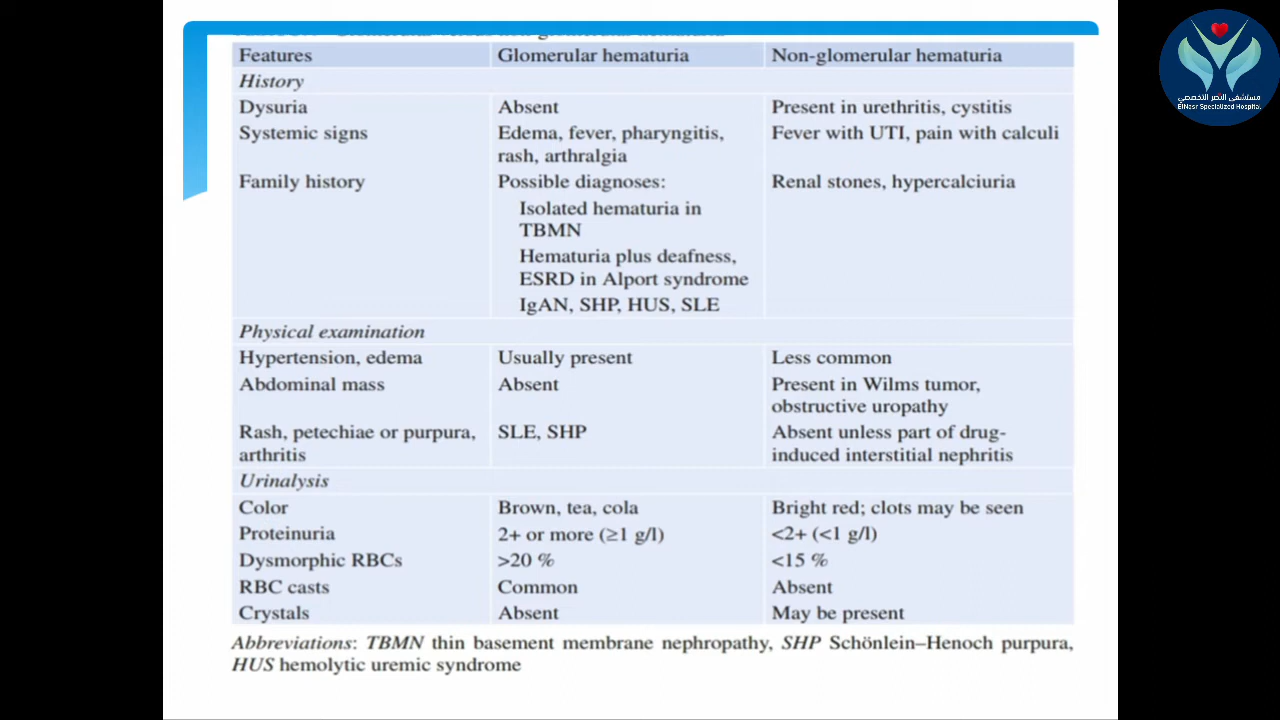 Features Glomerular hematuria Non-glomerular hematuria
History
Dysuria Absent Present in urethritis, cystitis
Systemic signs Edema, fever, pharyngitis, rash, arthralgia Fever with UTI, pain with calculi
Family history Possible diagnoses: Renal stones, hypercalciuria
Isolated hematuria in
TBMN
Hematuria plus deafness,
ESRD in Alport syndrome
IgAN, SHP, HUS, SLE
Physical examination
Hypertension, edema Usually present Less common
Abdominal mass Absent Present in Wilms tumor,
obstructive uropathy
Rash, petechiae or purpura, SLE, SHP Absent unless part of drug-
arthritis induced interstitial nephritis
Urinalysis
Color Brown, tea, cola Bright red; clots may be seen
Proteinuria 2+ or more (≥1 g/l) <2+ (<1 g/l)
Dysmorphic RBCs >20 % <15 %
RBC casts Common Absent
Crystals Absent May be present
Abbreviations: TBMN thin basement membrane nephropathy, SHP Schönlein–Henoch purpura,
HUS hemolytic uremic syndrome
مستشفى النصر التخصصي
ElNasr Specialized Hospital